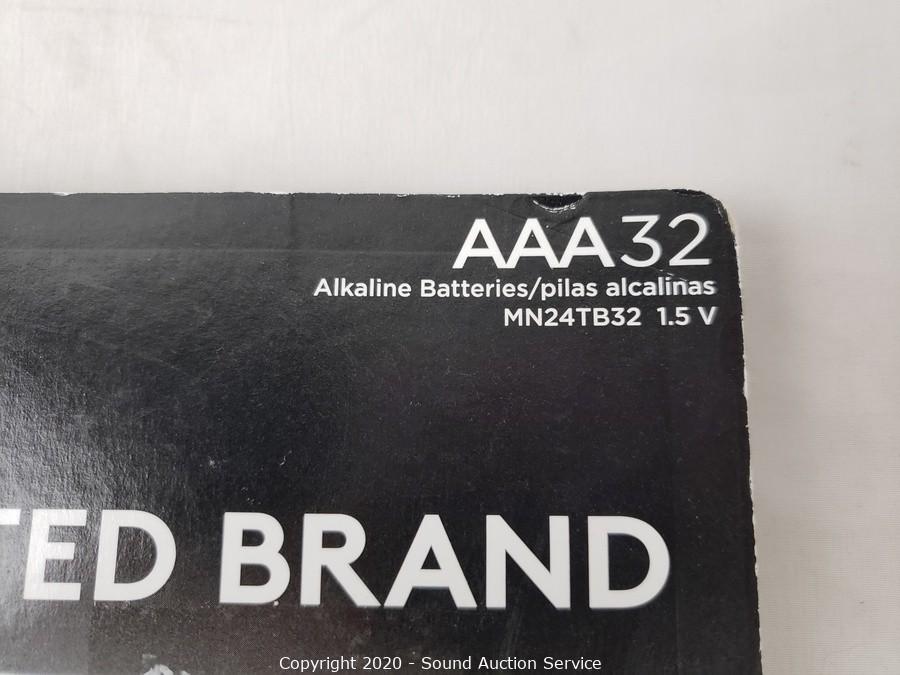 AAA32
Alkaline Batteries/pilas alcalinas
MN24TB32 1.5 V
TED BRAND
Copyright 2020 - Sound Auction Service